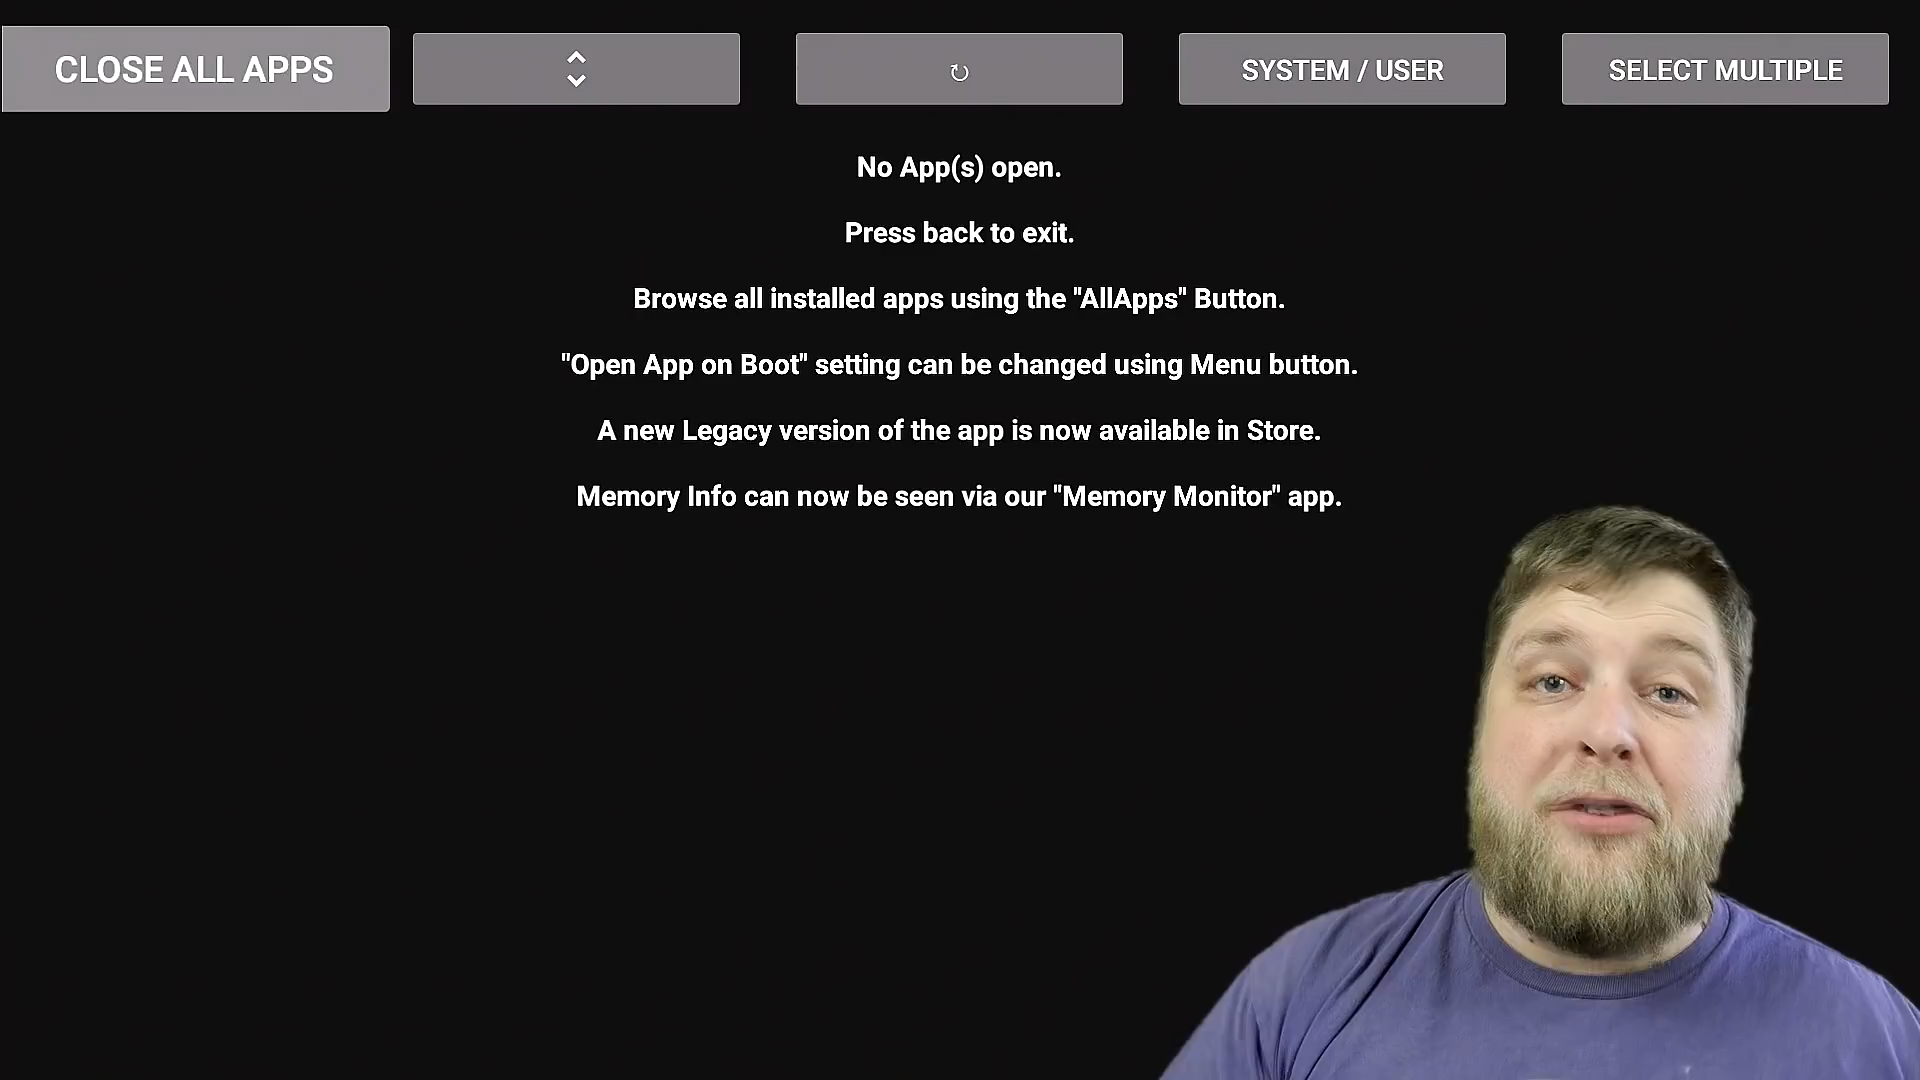 CLOSE ALL APPS
SYSTEM / USER
SELECT MULTIPLE
No App(s) open.
Press back to exit.
Browse all installed apps using the "AllApps" Button.
"Open App on Boot" setting can be changed using Menu button.
A new Legacy version of the app is now available in Store.
Memory Info can now be seen via our "Memory Monitor" app.